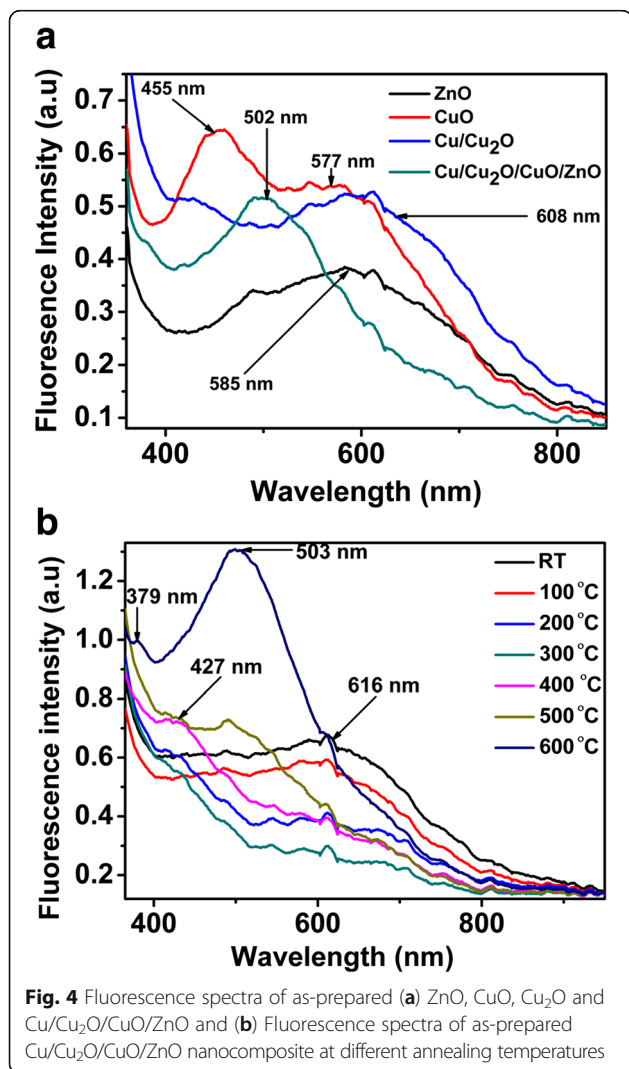 a
0.7
0.6
0.5
0.4
0.3
0.2
0.1
Fluoresence Intensity (a.u)
455 nm
502 nm
577 nm
608 nm
585 nm
ZnO
CuO
Cu/Cu₂O
Cu/Cu₂O/CuO/ZnO
400
600
800
Wavelength (nm)
b
1.2
1.0
0.8
0.6
0.4
0.2
Fluorescence intensity (a.u)
379 nm
503 nm
427 nm
616 nm
RT
100 °C
200 °C
300 °C
400 °C
500 °C
600 °C
400
600
800
Wavelength (nm)
Fig. 4 Fluorescence spectra of as-prepared (a) ZnO, CuO, Cu₂O and
Cu/Cu₂O/CuO/ZnO and (b) Fluorescence spectra of as-prepared
Cu/Cu₂O/CuO/ZnO nanocomposite at different annealing temperatures